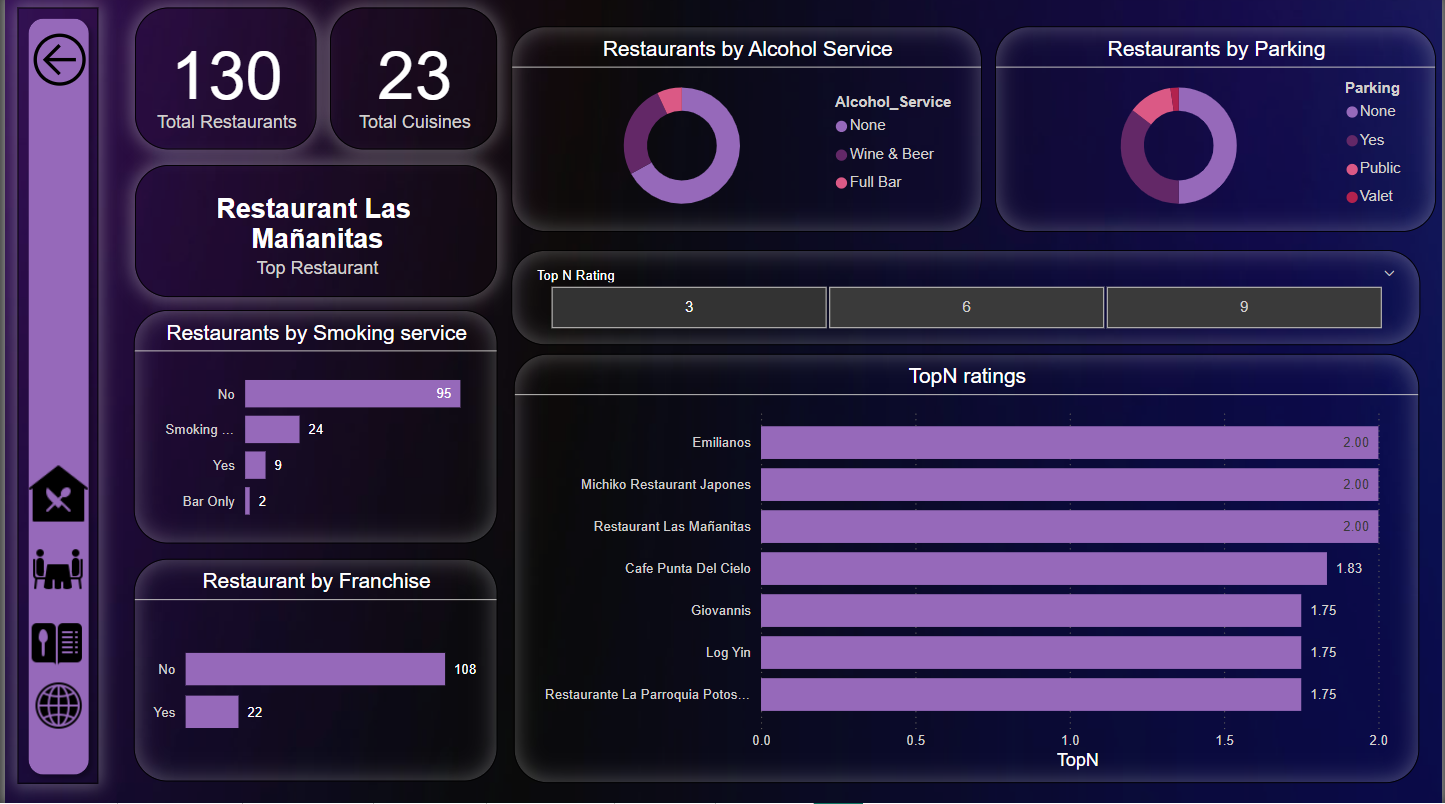 130
Total Restaurants
23
Total Cuisines
Restaurant Las
Mañanitas
Top Restaurant
Restaurants by Smoking service
No
95
Smoking ...
24
Yes
9
Bar Only
2
Restaurant by Franchise
No
108
Yes
22
Restaurants by Alcohol Service
Alcohol_Service
None
Wine & Beer
Full Bar
Restaurants by Parking
Parking
None
Yes
Public
Valet
Top N Rating
3
6
9
TopN ratings
Emilianos
2.00
Michiko Restaurant Japones
2.00
Restaurant Las Mañanitas
2.00
Cafe Punta Del Cielo
1.83
Giovannis
1.75
Log Yin
1.75
Restaurante La Parroquia Potos...
1.75
0.0
0.5
1.0
1.5
2.0
TopN